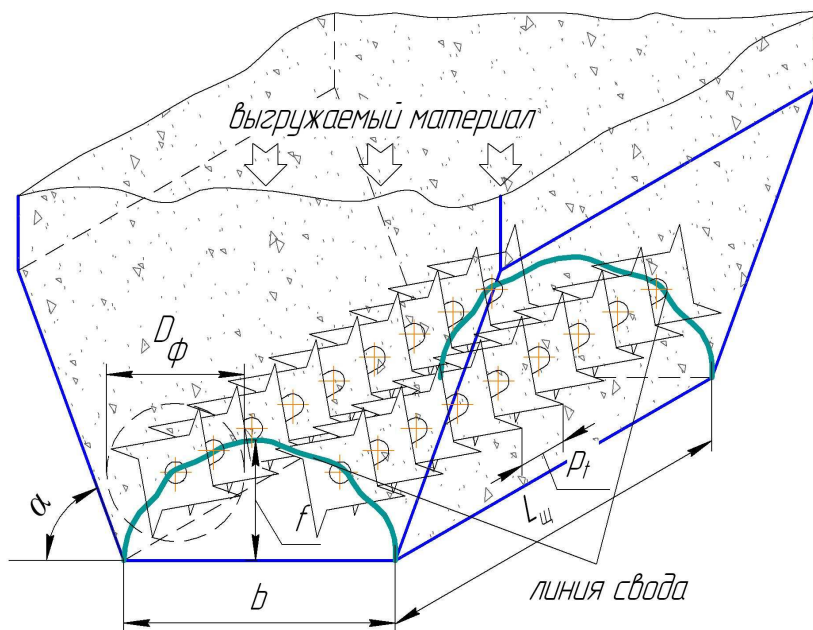 выгружаемый материал
Dф
α
f
Pt
Lщ
b
линия свода